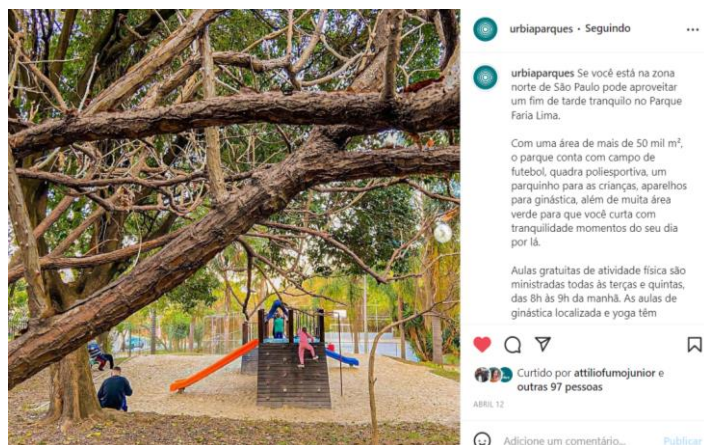 urbiaparques • Seguindo
urbiaparques Se você está na zona
norte de São Paulo pode aproveitar
um fim de tarde tranquilo no Parque
Faria Lima.
Com uma área de mais de 50 mil m²,
o parque conta com campo de
futebol, quadra poliesportiva, um
parquinho para as crianças, aparelhos
para ginástica, além de muita área
verde para que você curta com
tranquilidade momentos do seu dia
por lá.
Aulas gratuitas de atividade física são
ministradas todas às terças e quintas,
das 8h às 9h da manhã. As aulas de
ginástica localizada e yoga têm
Curtido por attiliofumojunior e
outras 97 pessoas
ABRIL 12
Adicione um comentário...
Publicar